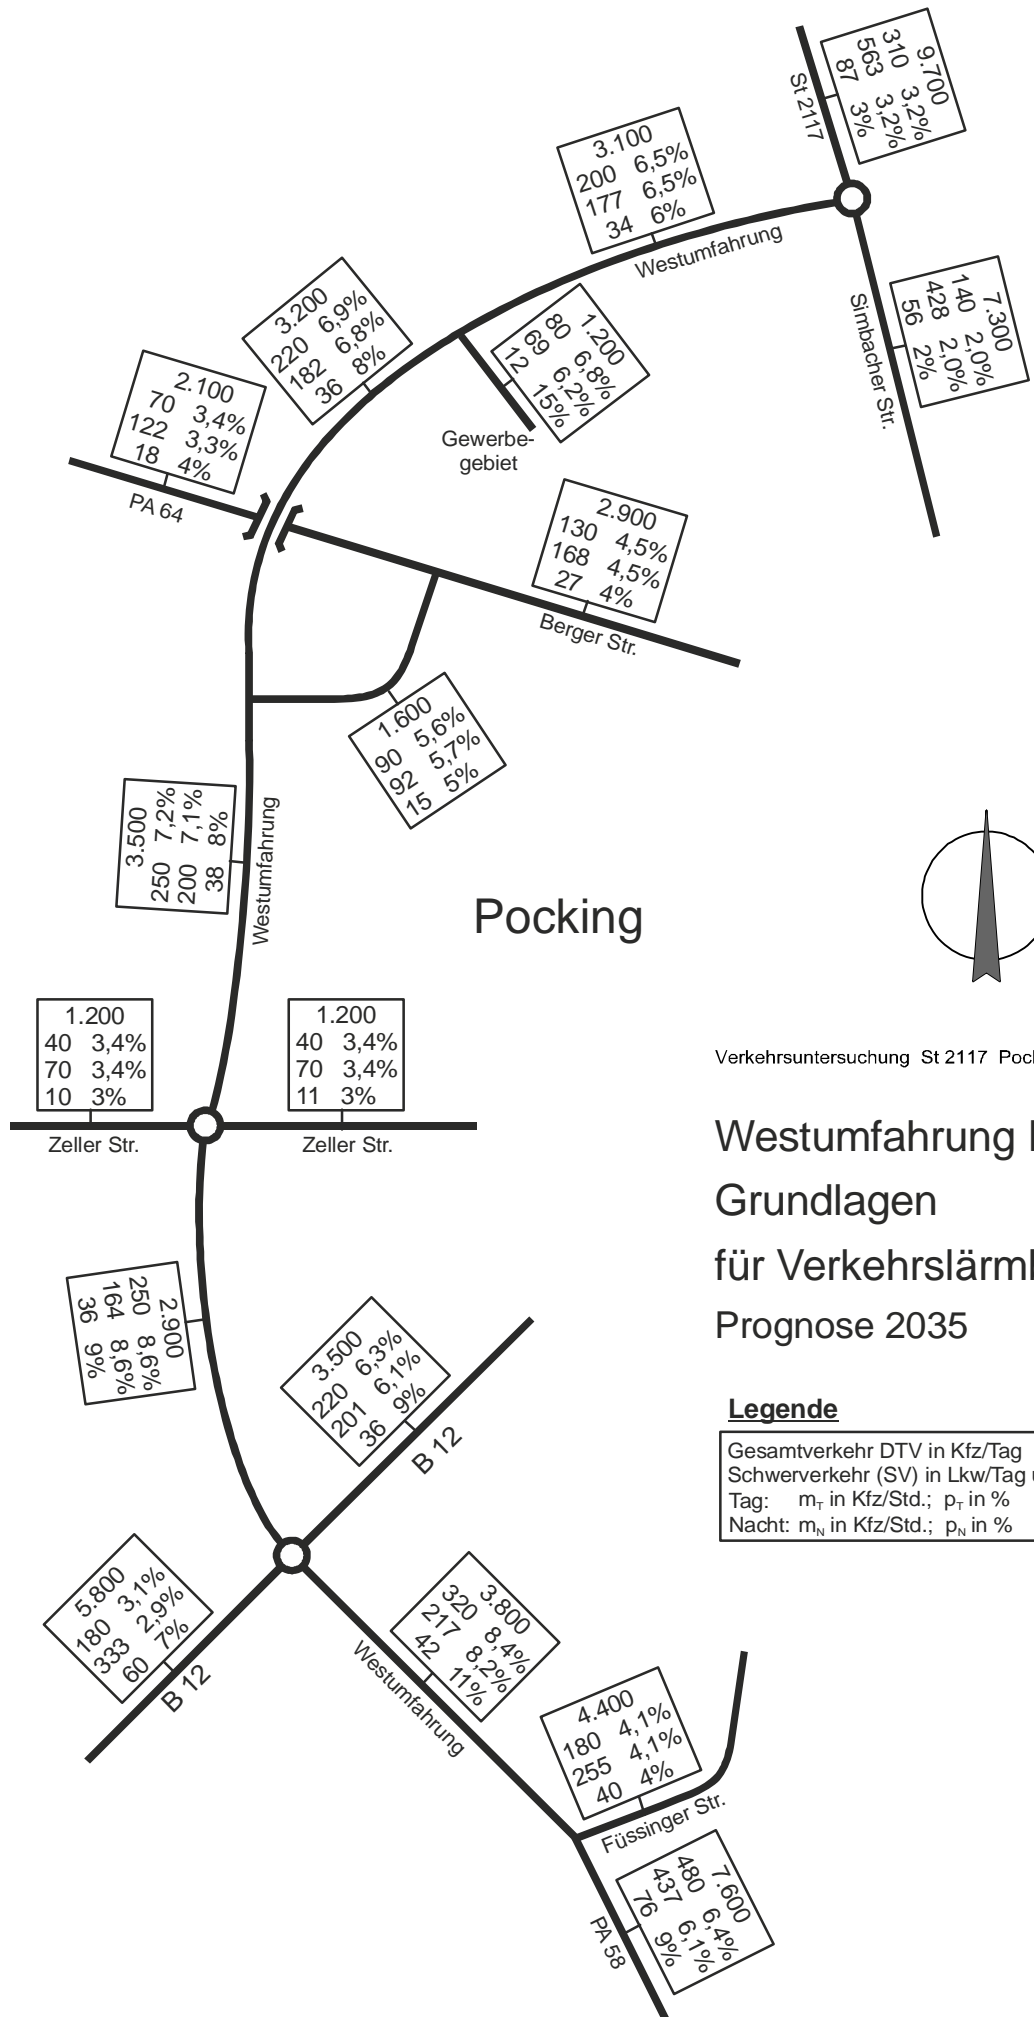 St 2117
9.700
310 3,2%
563 3,2%
87 3%
3.100
200 6,5%
177 6,5%
34 6%
Westumfahrung
7.300
140 2,0%
428 2,0%
56 2%
Simbacher Str.
3.200
220 6,9%
182 6,8%
36 8%
1.200
80 6,8%
69 6,2%
12 15%
Gewerbe-
gebiet
2.100
70 3,4%
122 3,3%
18 4%
PA 64
2.900
130 4,5%
168 4,5%
27 4%
Berger Str.
1.600
90 5,6%
92 5,7%
15 5%
3.500
250 7,2%
200 7,1%
38 8%
Westumfahrung
Pocking
1.200
40 3,4%
70 3,4%
10 3%
Zeller Str.
1.200
40 3,4%
70 3,4%
11 3%
Zeller Str.
Verkehrsuntersuchung St 2117
Westumfahrung
Grundlagen
für
Prognose 2035
2.900
250 8,6%
164 8,6%
36 9%
3.500
220 6,3%
201 6,1%
36 9%
B 12
Legende
Gesamtverkehr DTV in Kfz/Tag
Schwerverkehr (SV) in Lkw/Tag
Tag: mT in Kfz/Std.; pT in %
Nacht: mN in Kfz/Std.; pN in %
5.800
180 3,1%
333 2,9%
60 7%
B 12
3.800
320 8,4%
217 8,2%
42 11%
Westumfahrung
4.400
180 4,1%
255 4,1%
40 4%
Füssinger Str.
7.600
480 6,4%
437 6,1%
76 9%
PA 58